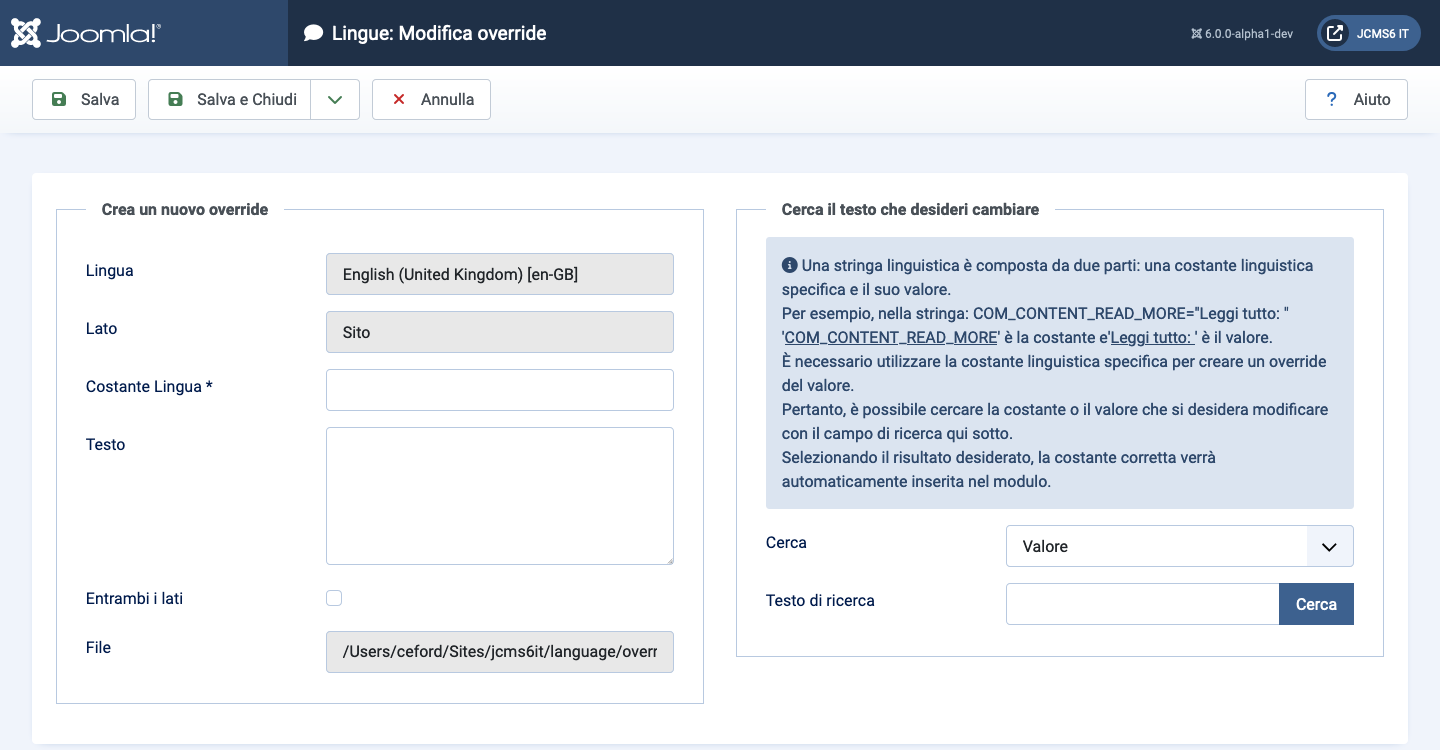 Joomla!®
Lingue: Modifica override
6.0.0-alpha1-dev
JCMS6 IT
Salva
Salva e Chiudi
Annulla
? Aiuto
Crea un nuovo override
Lingua
English (United Kingdom) [en-GB]
Lato
Sito
Costante Lingua *
Testo
Entrambi i lati
File
/Users/ceford/Sites/jcms6it/language/overr
Cerca il testo che desideri cambiare
Una stringa linguistica è composta da due parti: una costante linguistica
specifica e il suo valore.
Per esempio, nella stringa: COM_CONTENT_READ_MORE="Leggi tutto: "
'COM_CONTENT_READ_MORE' è la costante e'Leggi tutto: ' è il valore.
È necessario utilizzare la costante linguistica specifica per creare un override
del valore.
Pertanto, è possibile cercare la costante o il valore che si desidera modificare
con il campo di ricerca qui sotto.
Selezionando il risultato desiderato, la costante corretta verrà
automaticamente inserita nel modulo.
Cerca
Valore
Testo di ricerca
Cerca